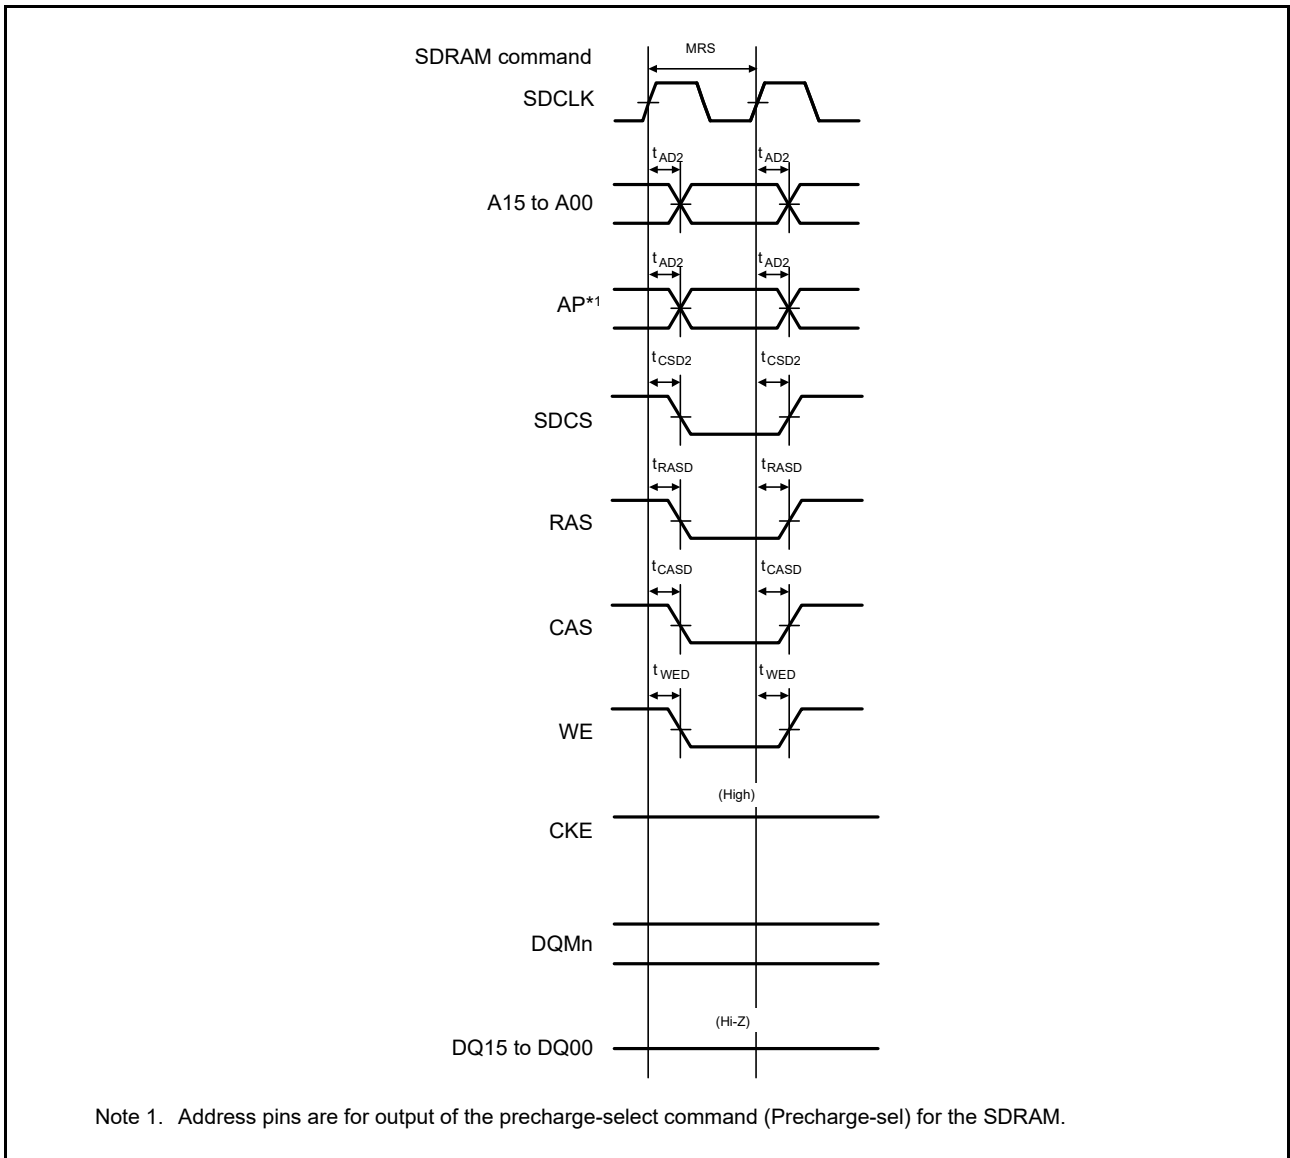 SDRAM command
MRS
SDCLK
tAD2 tAD2
A15 to A00
tAD2 tAD2
AP*1
tCSD2 tCSD2
SDCS
tRASD tRASD
RAS
tCASD tCASD
CAS
tWED tWED
WE
(High)
CKE
DQMn
(Hi-Z)
DQ15 to DQ00
Note 1. Address pins are for output of the precharge-select command (Precharge-sel) for the SDRAM.